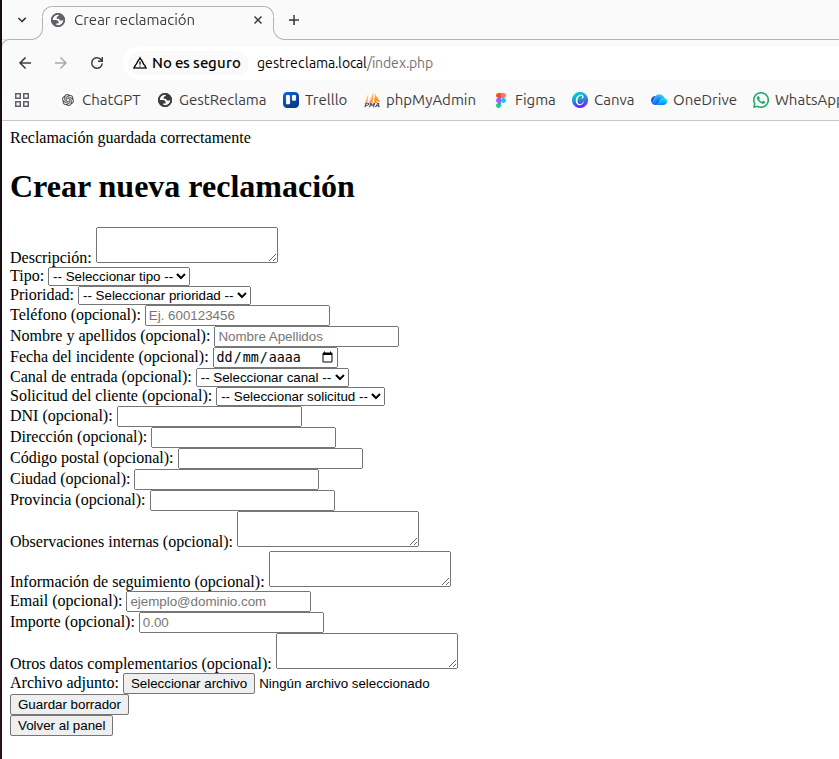 Crear reclamación
No es seguro gestreclama.local/index.php
ChatGPT GestReclama Trelllo phpMyAdmin Figma Canva OneDrive WhatsApp
Reclamación guardada correctamente
Crear nueva reclamación
Descripción:
Tipo: -- Seleccionar tipo --
Prioridad: -- Seleccionar prioridad --
Teléfono (opcional): Ej. 600123456
Nombre y apellidos (opcional): Nombre Apellidos
Fecha del incidente (opcional): dd/mm/aaaa
Canal de entrada (opcional): -- Seleccionar canal --
Solicitud del cliente (opcional): -- Seleccionar solicitud --
DNI (opcional):
Dirección (opcional):
Código postal (opcional):
Ciudad (opcional):
Provincia (opcional):
Observaciones internas (opcional):
Información de seguimiento (opcional):
Email (opcional): ejemplo@dominio.com
Importe (opcional): 0.00
Otros datos complementarios (opcional):
Archivo adjunto: Seleccionar archivo Ningún archivo seleccionado
Guardar borrador
Volver al panel